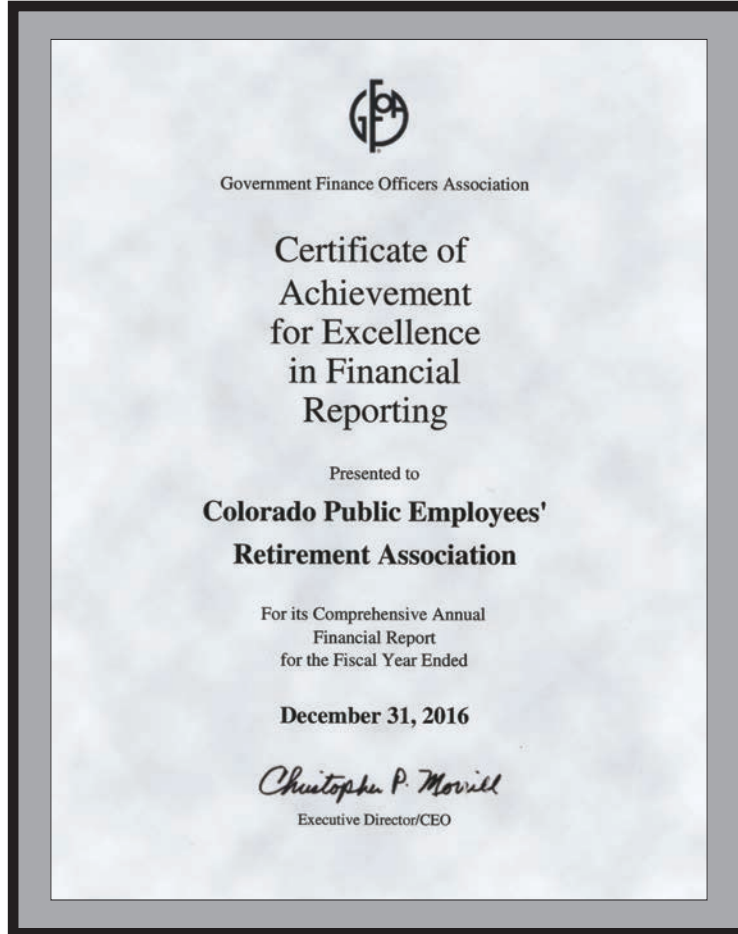 GFOA
Government Finance Officers Association
Certificate of
Achievement
for Excellence
in Financial
Reporting
Presented to
Colorado Public Employees'
Retirement Association
For its Comprehensive Annual
Financial Report
for the Fiscal Year Ended
December 31, 2016
Christopher P. Morrill
Executive Director/CEO